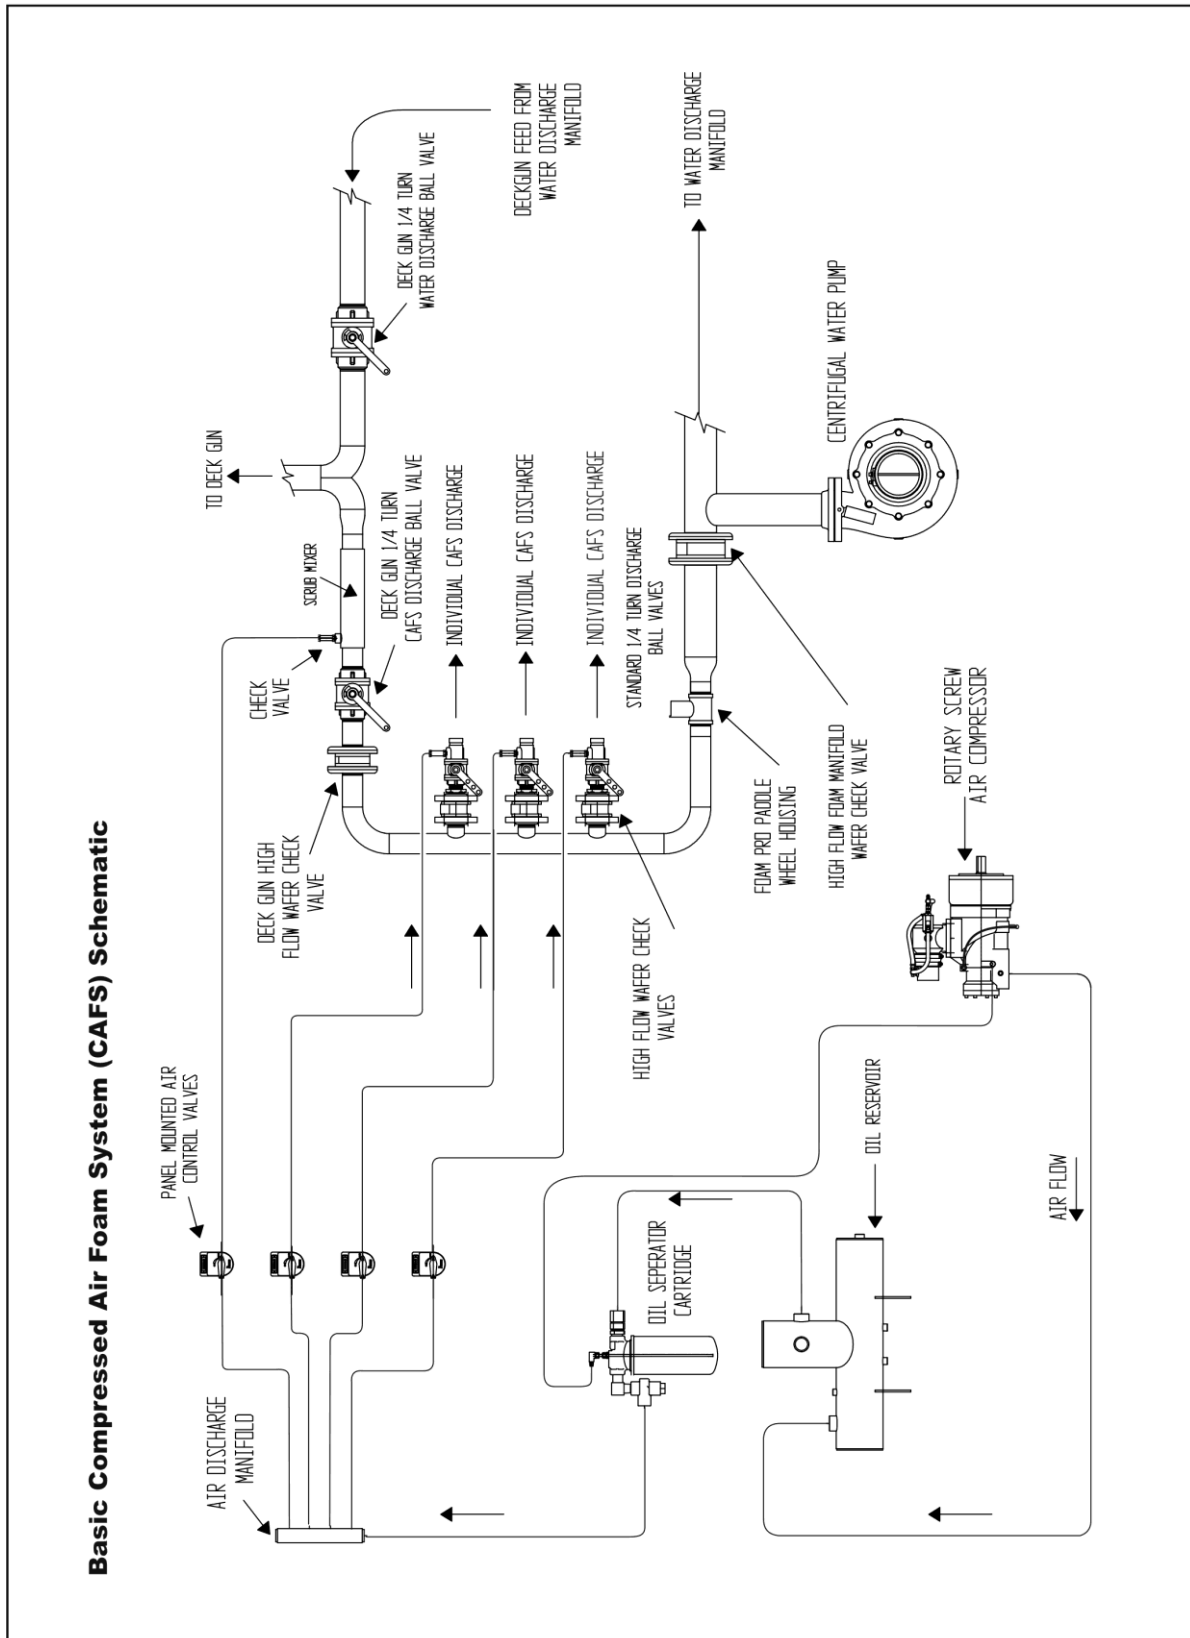 Basic Compressed Air Foam System (CAFS) Schematic
AIR DISCHARGE
MANIFOLD
PANEL MOUNTED AIR
CONTROL VALVES
DECK GUN HIGH
FLOW WAFER CHECK
VALVE
CHECK
VALVE
SCRUB MIXER
TO DECK GUN
DECK GUN 1/4 TURN
CAFS DISCHARGE BALL VALVE
DECK GUN 1/4 TURN
WATER DISCHARGE BALL VALVE
DECKGUN FEED FROM
WATER DISCHARGE
MANIFOLD
INDIVIDUAL CAFS DISCHARGE
INDIVIDUAL CAFS DISCHARGE
INDIVIDUAL CAFS DISCHARGE
STANDARD 1/4 TURN DISCHARGE
BALL VALVES
TO WATER DISCHARGE
MANIFOLD
HIGH FLOW WAFER CHECK
VALVES
FOAM PRO PADDLE
WHEEL HOUSING
HIGH FLOW FOAM MANIFOLD
WAFER CHECK VALVE
CENTRIFUGAL WATER PUMP
OIL SEPERATOR
CARTRIDGE
OIL RESERVOIR
ROTARY SCREW
AIR COMPRESSOR
AIR FLOW